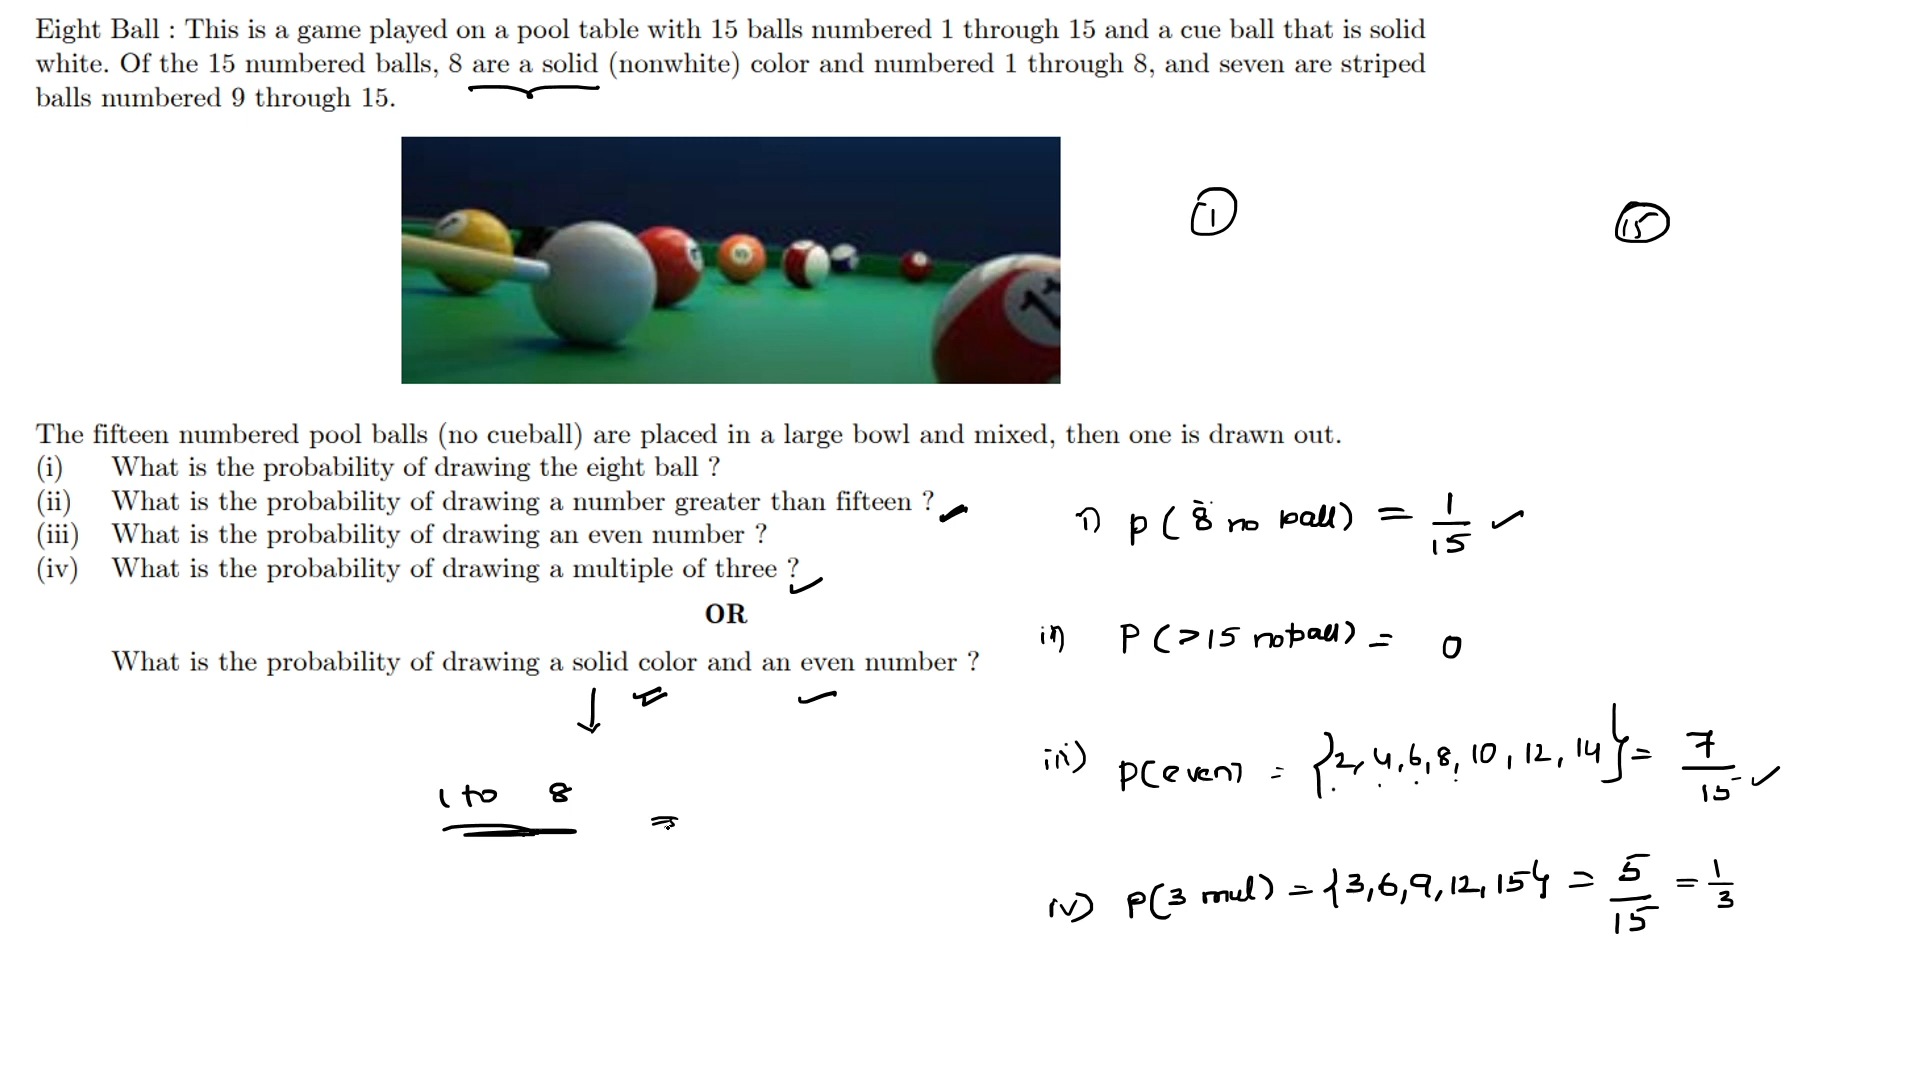 Eight Ball : This is a game played on a pool table with 15 balls numbered 1 through 15 and a cue ball that is solid
white. Of the 15 numbered balls, 8 are a solid (nonwhite) color and numbered 1 through 8, and seven are striped
balls numbered 9 through 15.
1
15
The fifteen numbered pool balls (no cueball) are placed in a large bowl and mixed, then one is drawn out.
(i) What is the probability of drawing the eight ball ?
(ii) What is the probability of drawing a number greater than fifteen ?
(iii) What is the probability of drawing an even number ?
(iv) What is the probability of drawing a multiple of three ?
OR
What is the probability of drawing a solid color and an even number ?
1 to 8 =
i) P( 8 no ball) = 1/15
ii) P(>15 no ball) = 0
iii) P(even) = {2, 4, 6, 8, 10, 12, 14} = 7/15
iv) P(3 mul) = {3,6,9,12,15} = 5/15 = 1/3